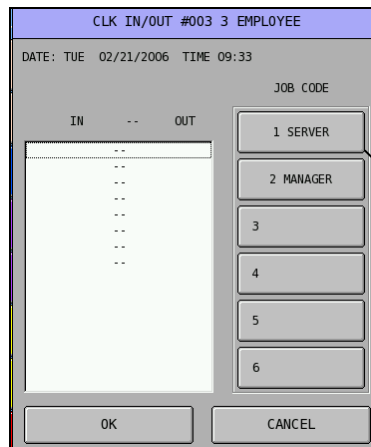 CLK IN/OUT #003 3 EMPLOYEE
DATE: TUE 02/21/2006 TIME 09:33
JOB CODE
IN -- OUT
--
--
--
--
--
--
--
--
1 SERVER
2 MANAGER
3
4
5
6
OK
CANCEL